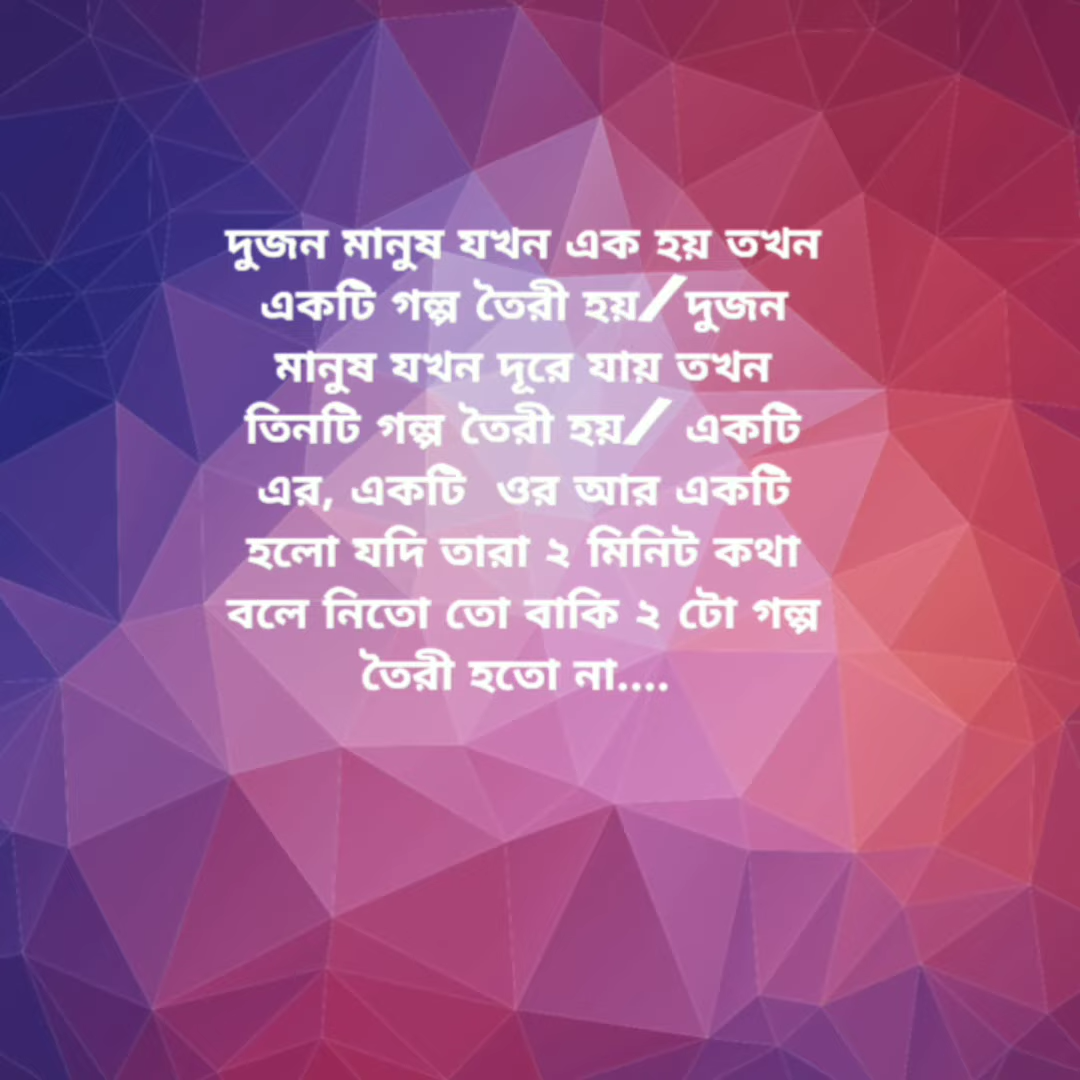 দুজন মানুষ যখন এক হয় তখন
একটি গল্প তৈরী হয়/দুজন
মানুষ যখন দূরে যায় তখন
তিনটি গল্প তৈরী হয়/ একটি
এর, একটি  ওর আর একটি
হলো যদি তারা ২ মিনিট কথা
বলে নিতো তো বাকি ২ টো গল্প
তৈরী হতো না....